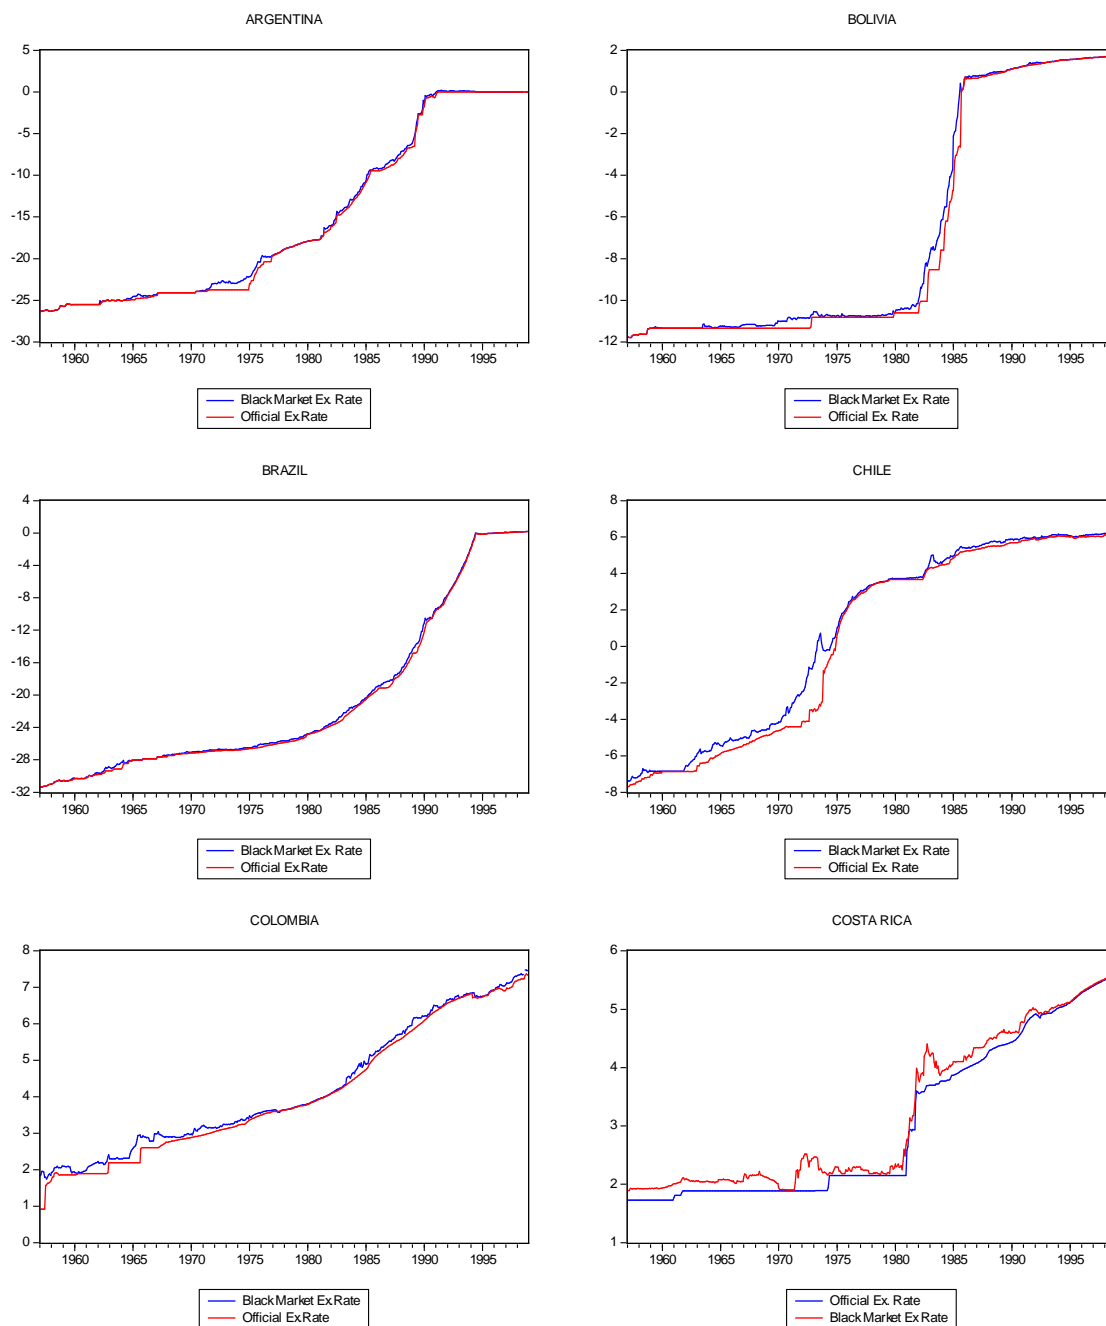 ARGENTINA
5
0
-5
-10
-15
-20
-25
-30
1960 1965 1970 1975 1980 1985 1990 1995
Black Market Ex. Rate
Official Ex.Rate
BOLIVIA
2
0
-2
-4
-6
-8
-10
-12
1960 1965 1970 1975 1980 1985 1990 1995
Black Market Ex. Rate
Official Ex. Rate
BRAZIL
4
0
-4
-8
-12
-16
-20
-24
-28
-32
1960 1965 1970 1975 1980 1985 1990 1995
Black Market Ex. Rate
Official Ex.Rate
CHILE
8
6
4
2
0
-2
-4
-6
-8
1960 1965 1970 1975 1980 1985 1990 1995
Black Market Ex. Rate
Official Ex. Rate
COLOMBIA
8
7
6
5
4
3
2
1
0
1960 1965 1970 1975 1980 1985 1990 1995
Black Market Ex.Rate
Official Ex.Rate
COSTA RICA
6
5
4
3
2
1
1960 1965 1970 1975 1980 1985 1990 1995
Official Ex. Rate
Black Market Ex.Rate